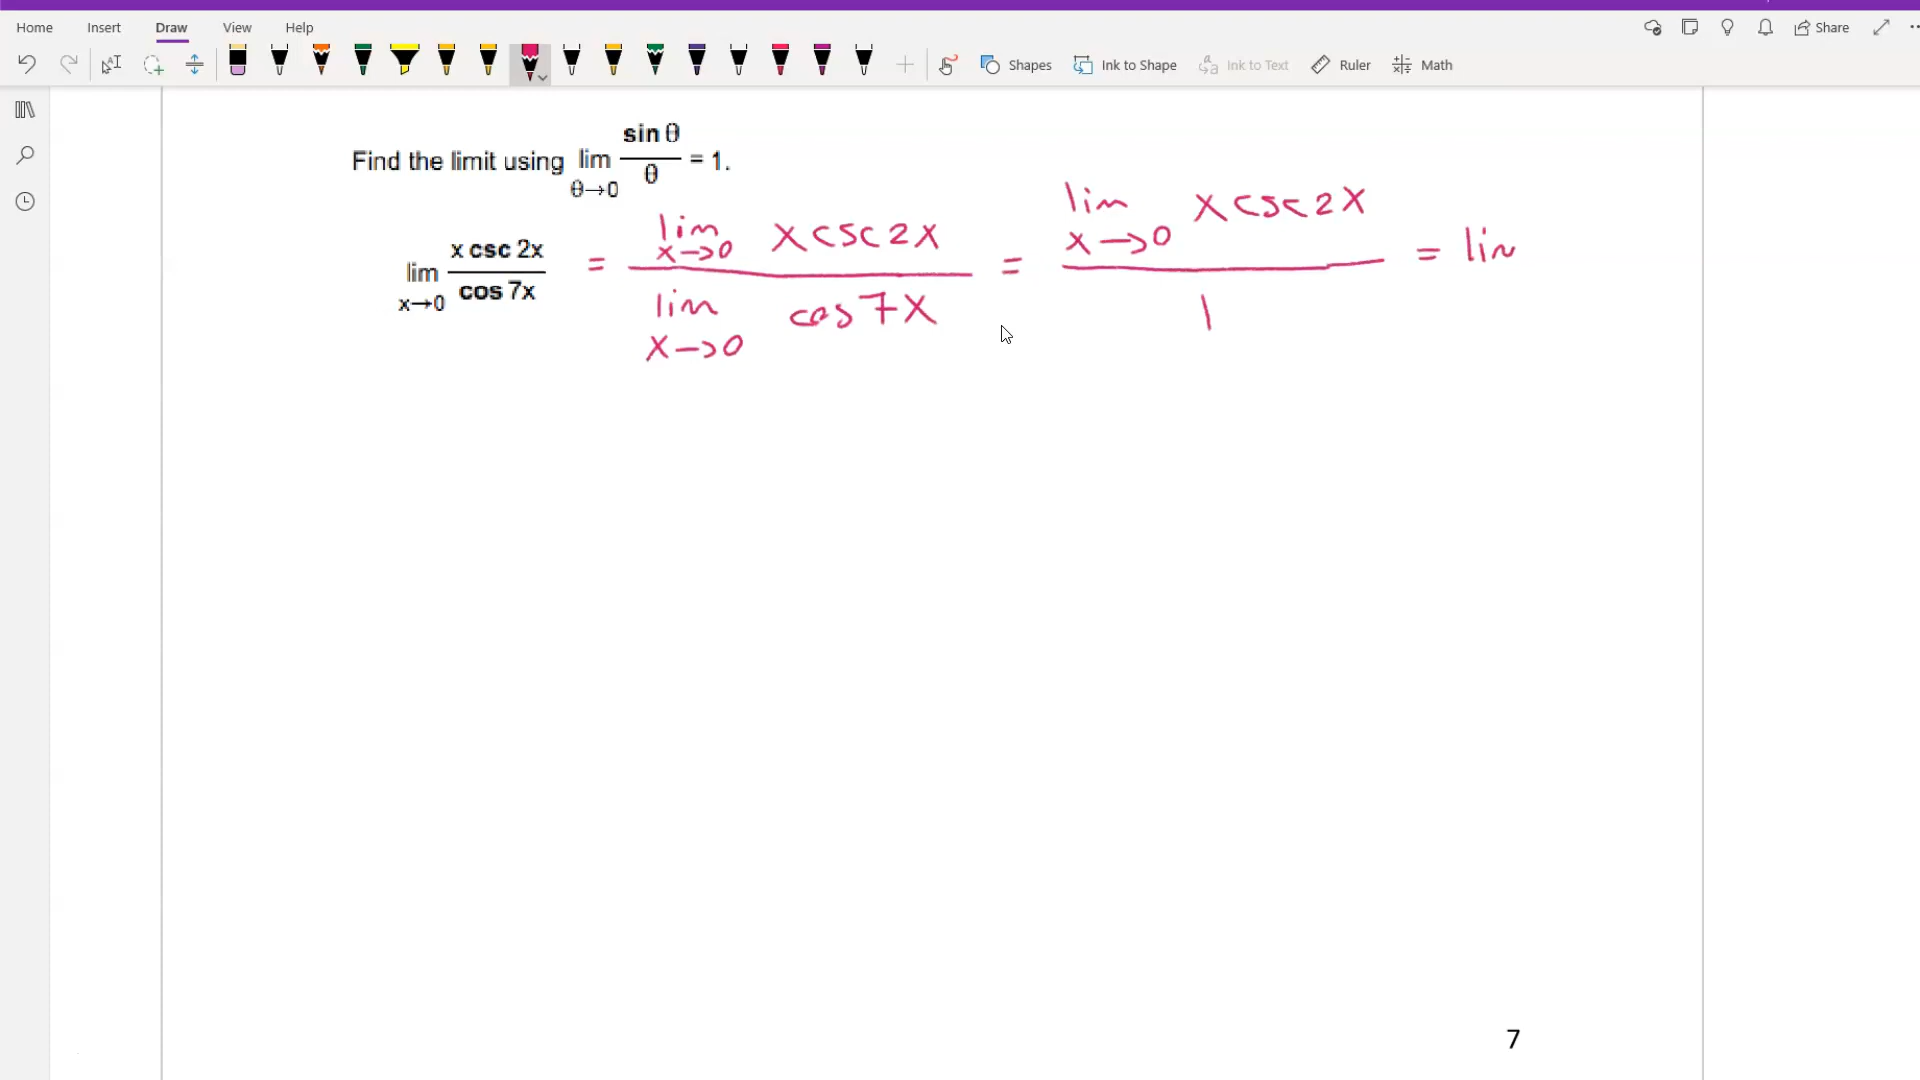 Home Insert Draw View Help Share
Shapes Ink to Shape Ink to Text Ruler Math
Find the limit using lim θ→0 sin θ / θ = 1.
lim x→0 x csc 2x / cos 7x = lim x→0 x csc 2x / lim x→0 cos 7x = lim x→0 x csc 2x / 1 = lim
7